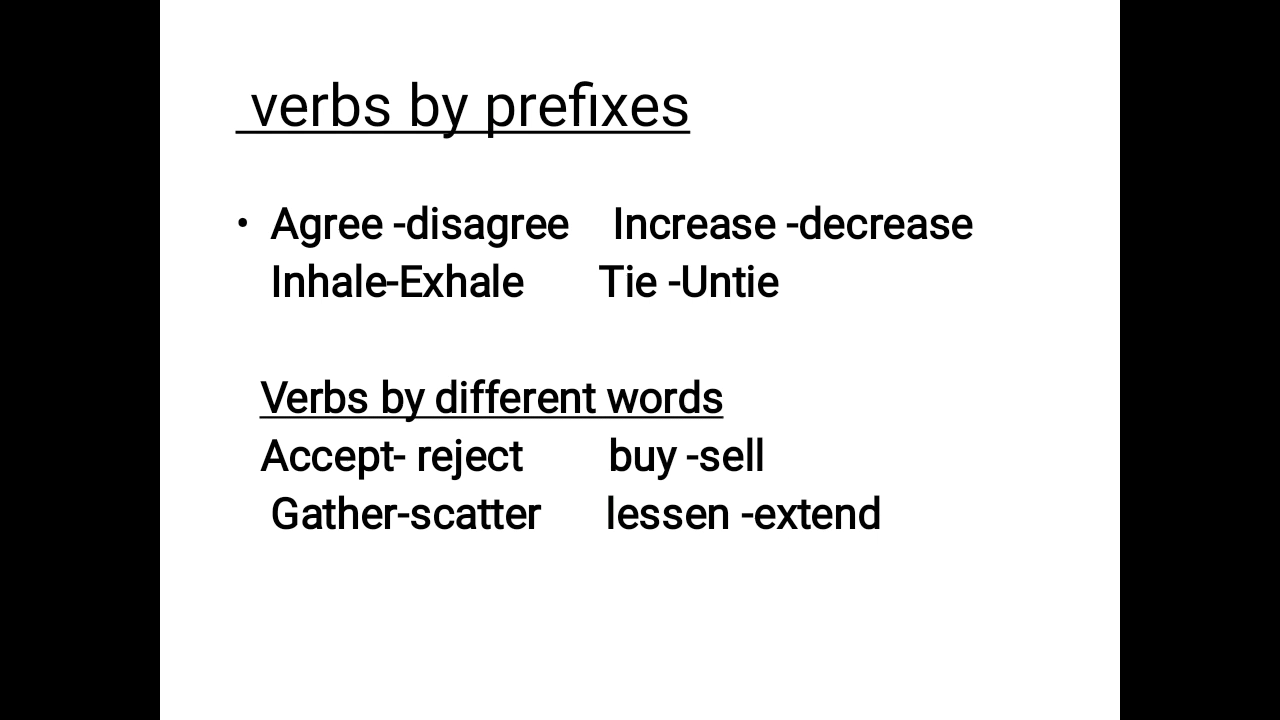 verbs by prefixes
• Agree -disagree Increase -decrease
Inhale-Exhale Tie -Untie
Verbs by different words
Accept- reject buy -sell
Gather-scatter lessen -extend